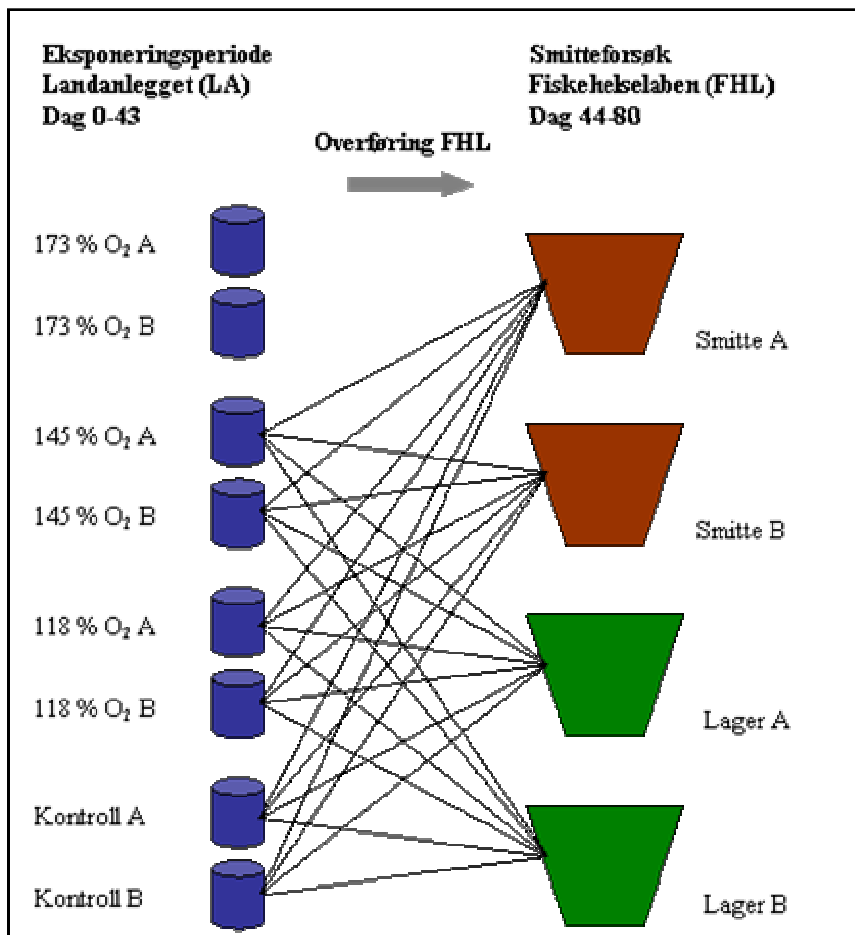 Eksponeringsperiode
Landanlegget (LA)
Dag 0-43
Smitteforsøk
Fiskehelselaben (FHL)
Dag 44-80
Overføring FHL
173 % O₂ A
173 % O₂ B
145 % O₂ A
145 % O₂ B
118 % O₂ A
118 % O₂ B
Kontroll A
Kontroll B
Smitte A
Smitte B
Lager A
Lager B